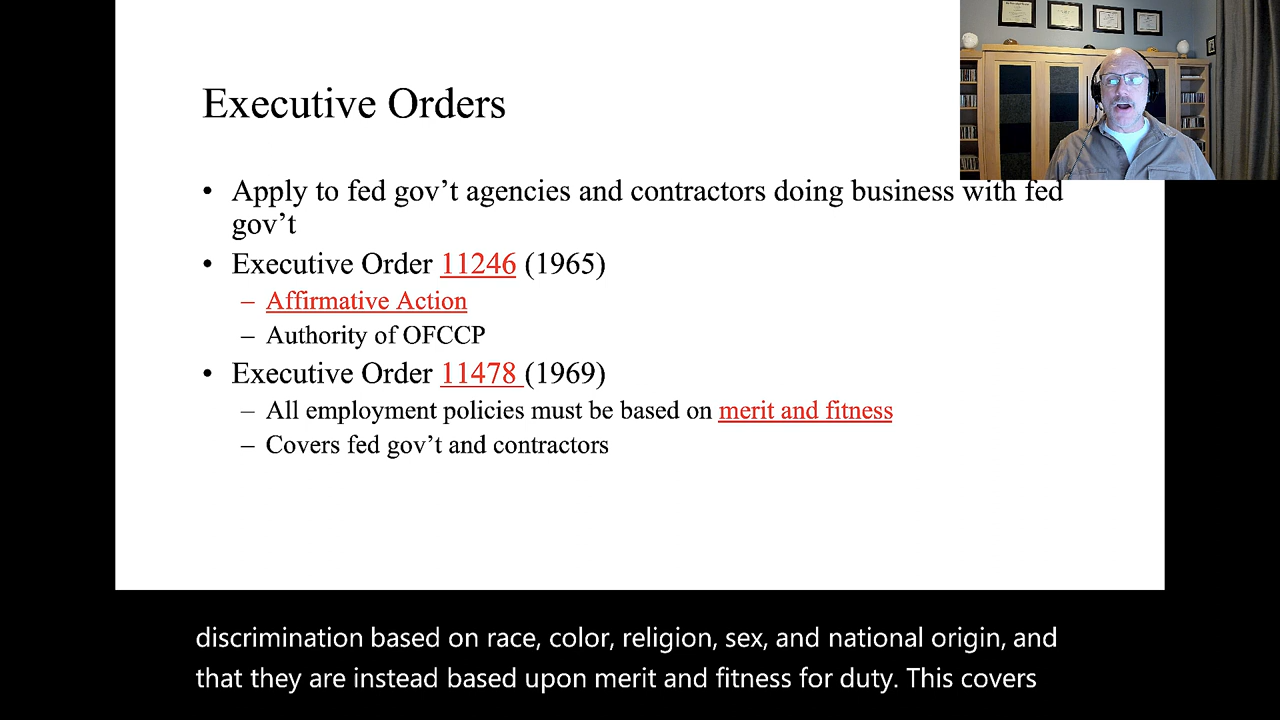 Executive Orders
• Apply to fed gov’t agencies and contractors doing business with fed
gov’t
• Executive Order 11246 (1965)
– Affirmative Action
– Authority of OFCCP
• Executive Order 11478 (1969)
– All employment policies must be based on merit and fitness
– Covers fed gov’t and contractors
discrimination based on race, color, religion, sex, and national origin, and
that they are instead based upon merit and fitness for duty. This covers